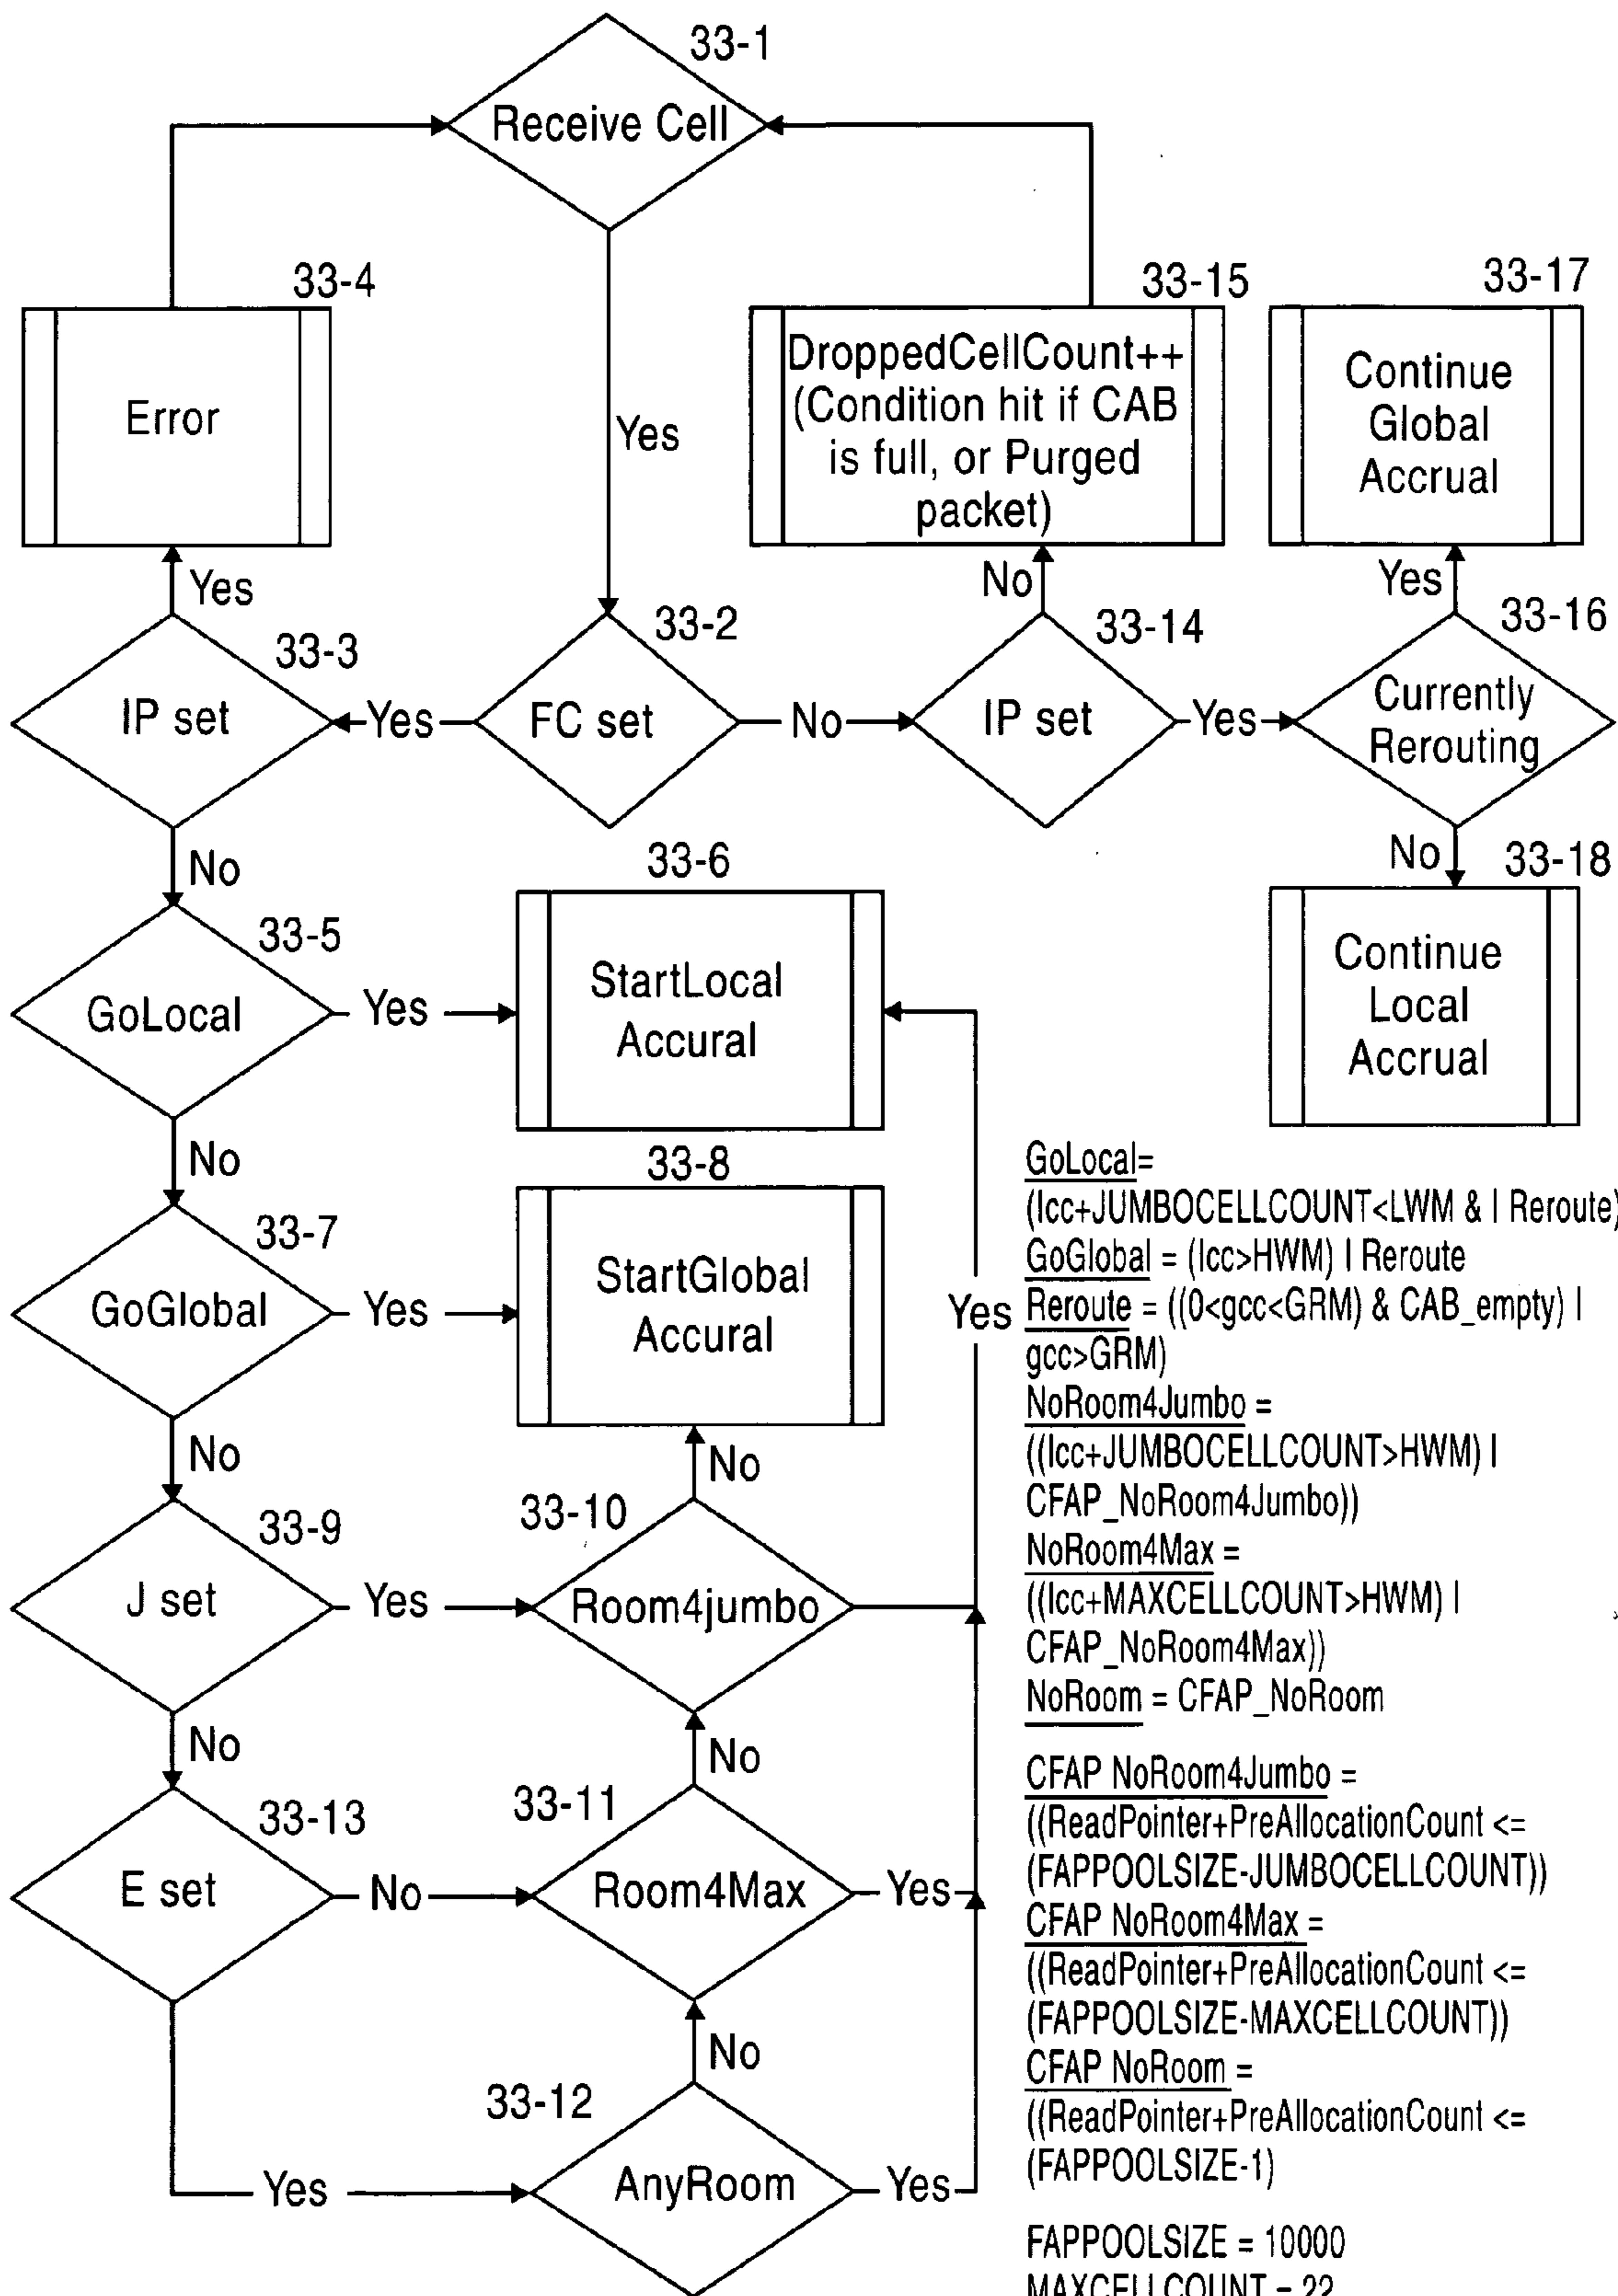 33-1
Receive Cell
33-4
Error
Yes
33-15
DroppedCellCount++
(Condition hit if CAB
is full, or Purged
packet)
33-17
Continue
Global
Accrual
Yes
No
Yes
33-3
IP set
Yes
33-2
FC set
No
33-14
IP set
Yes
33-16
Currently
Rerouting
No
33-6
No
33-18
Continue
Local
Accrual
33-5
GoLocal
Yes
StartLocal
Accural
No
33-8
33-7
GoGlobal
Yes
StartGlobal
Accural
Yes
No
No
33-9
J set
Yes
33-10
Room4jumbo
No
No
33-13
E set
No
33-11
Room4Max
Yes
No
33-12
Yes
AnyRoom
Yes
GoLocal=
(lcc+JUMBOCELLCOUNT<LWM & | Reroute)
GoGlobal = (lcc>HWM) | Reroute
Reroute = ((0<gcc<GRM) & CAB_empty) |
gcc>GRM)
NoRoom4Jumbo =
((lcc+JUMBOCELLCOUNT>HWM) |
CFAP_NoRoom4Jumbo))
NoRoom4Max =
((lcc+MAXCELLCOUNT>HWM) |
CFAP_NoRoom4Max))
NoRoom = CFAP_NoRoom
CFAP NoRoom4Jumbo =
((ReadPointer+PreAllocationCount <=
(FAPPOOLSIZE-JUMBOCELLCOUNT))
CFAP NoRoom4Max =
((ReadPointer+PreAllocationCount <=
(FAPPOOLSIZE-MAXCELLCOUNT))
CFAP NoRoom =
((ReadPointer+PreAllocationCount <=
(FAPPOOLSIZE-1)
FAPPOOLSIZE = 10000
MAXCELLCOUNT = 22